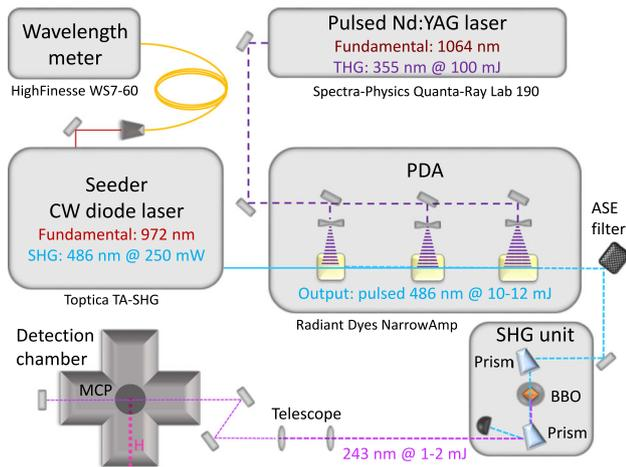 Wavelength
meter
HighFinesse WS7-60
Pulsed Nd:YAG laser
Fundamental: 1064 nm
THG: 355 nm @ 100 mJ
Spectra-Physics Quanta-Ray Lab 190
Seeder
CW diode laser
Fundamental: 972 nm
SHG: 486 nm @ 250 mW
Toptica TA-SHG
PDA
Output: pulsed 486 nm @ 10-12 mJ
Radiant Dyes NarrowAmp
ASE
filter
SHG unit
Prism
BBO
Prism
Detection
chamber
MCP
H
Telescope
243 nm @ 1-2 mJ